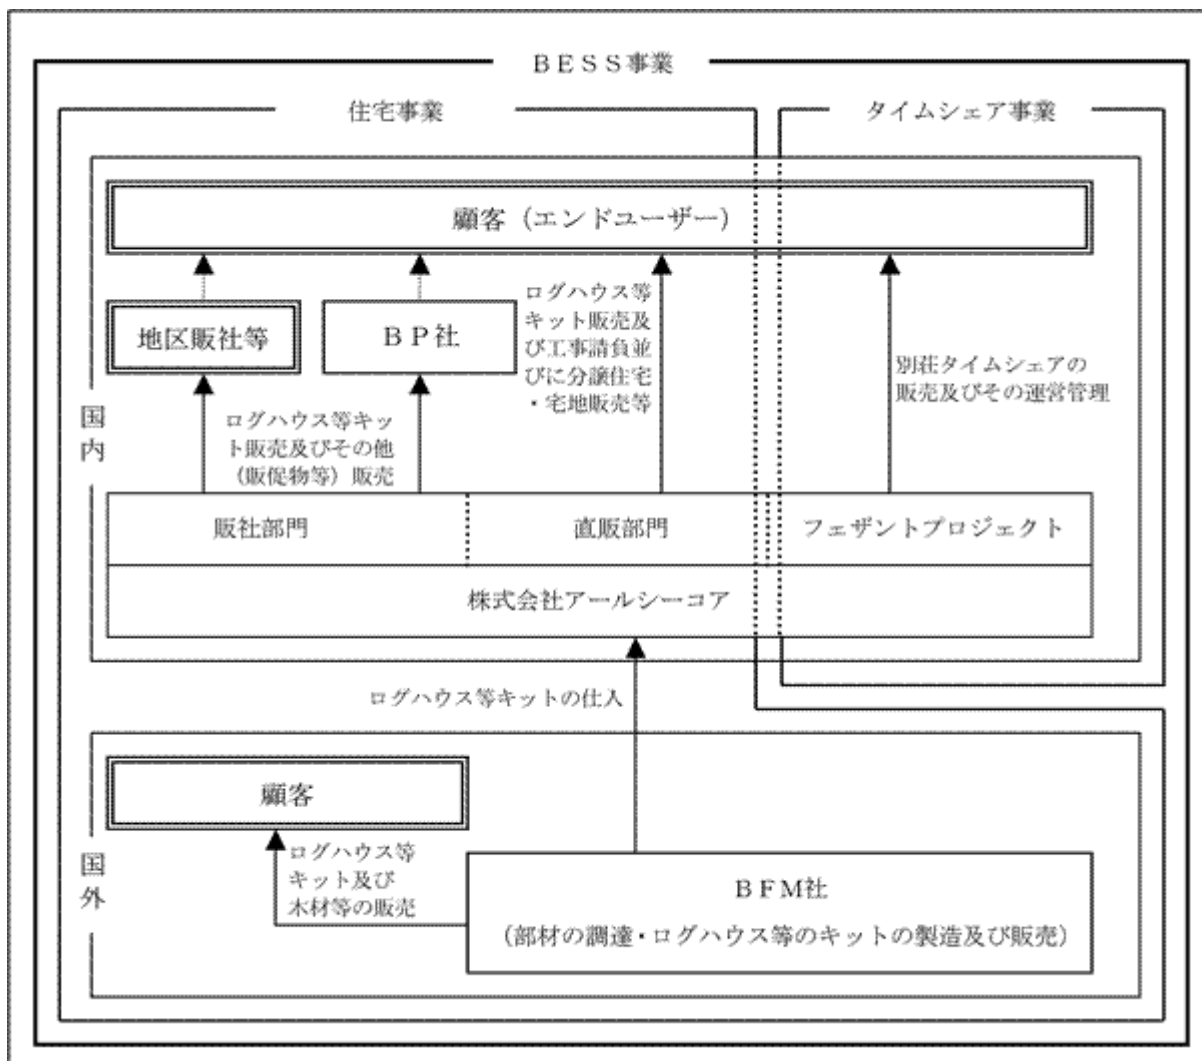 ＢＥＳＳ事業
住宅事業
タイムシェア事業
顧客（エンドユーザー）
地区販社等
ＢＰ社
ログハウス等
キット販売及
び工事請負並
びに分譲住宅
・宅地販売等
別荘タイムシェアの
販売及びその運営管理
国内
ログハウス等キッ
ト販売及びその他
（販促物等）販売
販社部門
直販部門
フェザントプロジェクト
株式会社アールシーコア
ログハウス等キットの仕入
国外
顧客
ログハウス等
キット及び
木材等の販売
ＢＦＭ社
（部材の調達・ログハウス等のキットの製造及び販売）